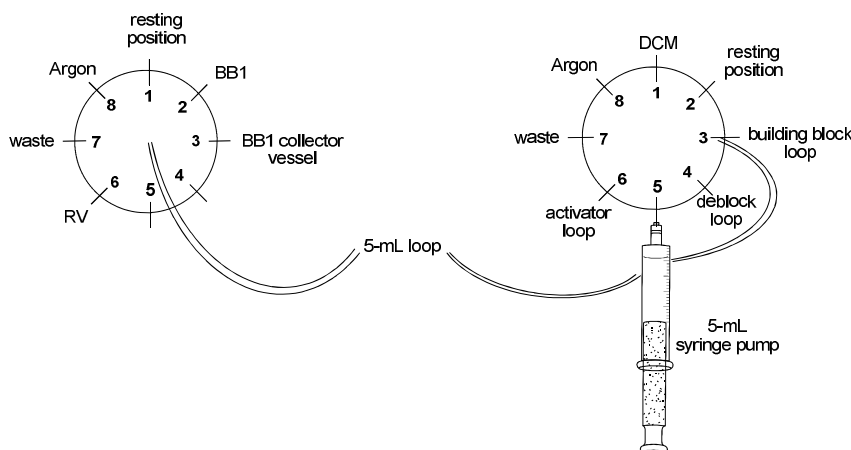 resting
position
Argon
BB1
1
8
2
waste
7
3
BB1 collector
vessel
6
5
4
RV
5-mL loop
DCM
resting
position
Argon
1
8
2
waste
7
3
building block
loop
6
5
4
activator
loop
deblock
loop
5-mL
syringe pump